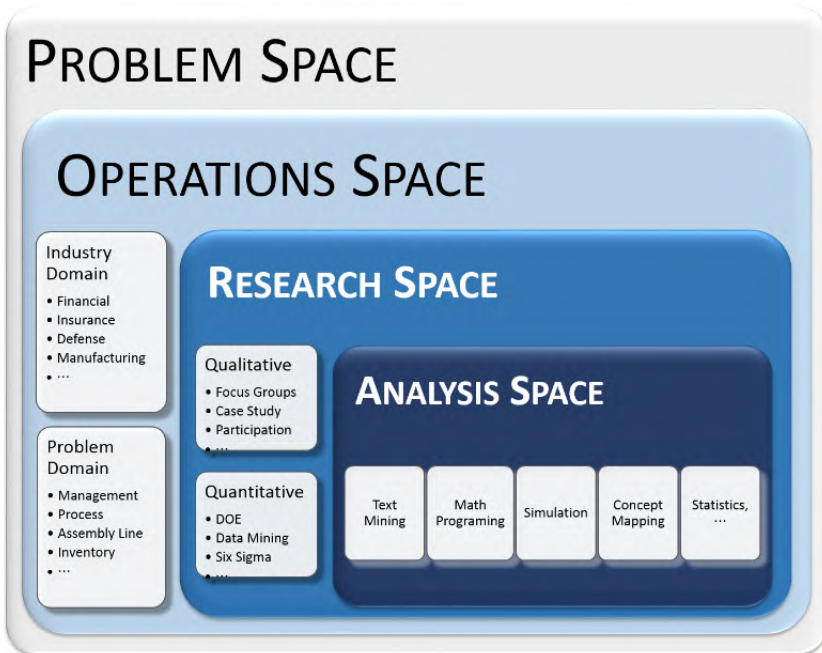 PROBLEM SPACE
OPERATIONS SPACE
Industry
Domain
• Financial
• Insurance
• Defense
• Manufacturing
• ...
Problem
Domain
• Management
• Process
• Assembly Line
• Inventory
• ...
RESEARCH SPACE
Qualitative
• Focus Groups
• Case Study
• Participation
• ...
Quantitative
• DOE
• Data Mining
• Six Sigma
• ...
ANALYSIS SPACE
Text
Mining
Math
Programing
Simulation
Concept
Mapping
Statistics,
...